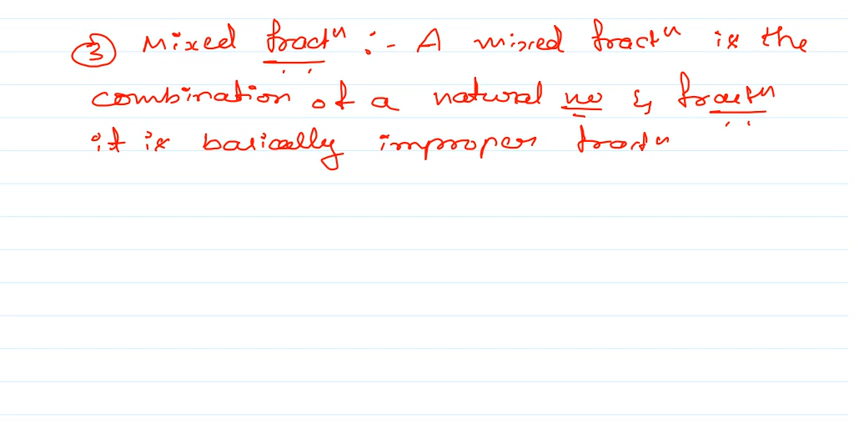 ③ Mixed fractⁿ :- A mixed fractⁿ is the
combination of a natural no & fractⁿ
it is basically improper fractⁿ